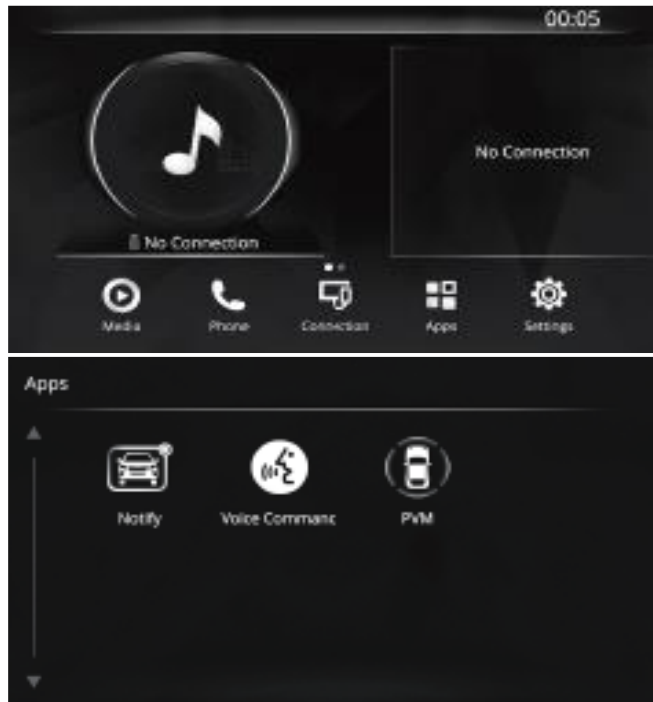 00:05
No Connection
No Connection
Media
Phone
Connection
Apps
Settings
Apps
Notify
Voice Commanc
PVM